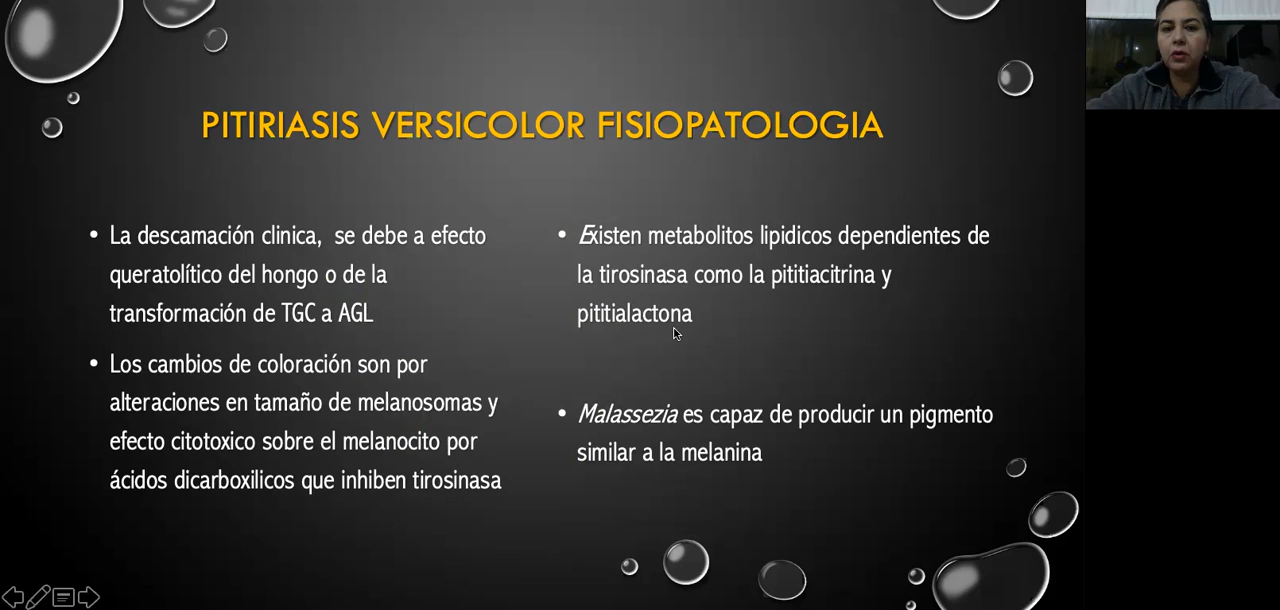 PITIRIASIS VERSICOLOR FISIOPATOLOGIA
• La descamación clinica, se debe a efecto
queratolítico del hongo o de la
transformación de TGC a AGL
• Los cambios de coloración son por
alteraciones en tamaño de melanosomas y
efecto citotoxico sobre el melanocito por
ácidos dicarboxilicos que inhiben tirosinasa
• Existen metabolitos lipidicos dependientes de
la tirosinasa como la pititiacitrina y
pititialactona
• Malassezia es capaz de producir un pigmento
similar a la melanina